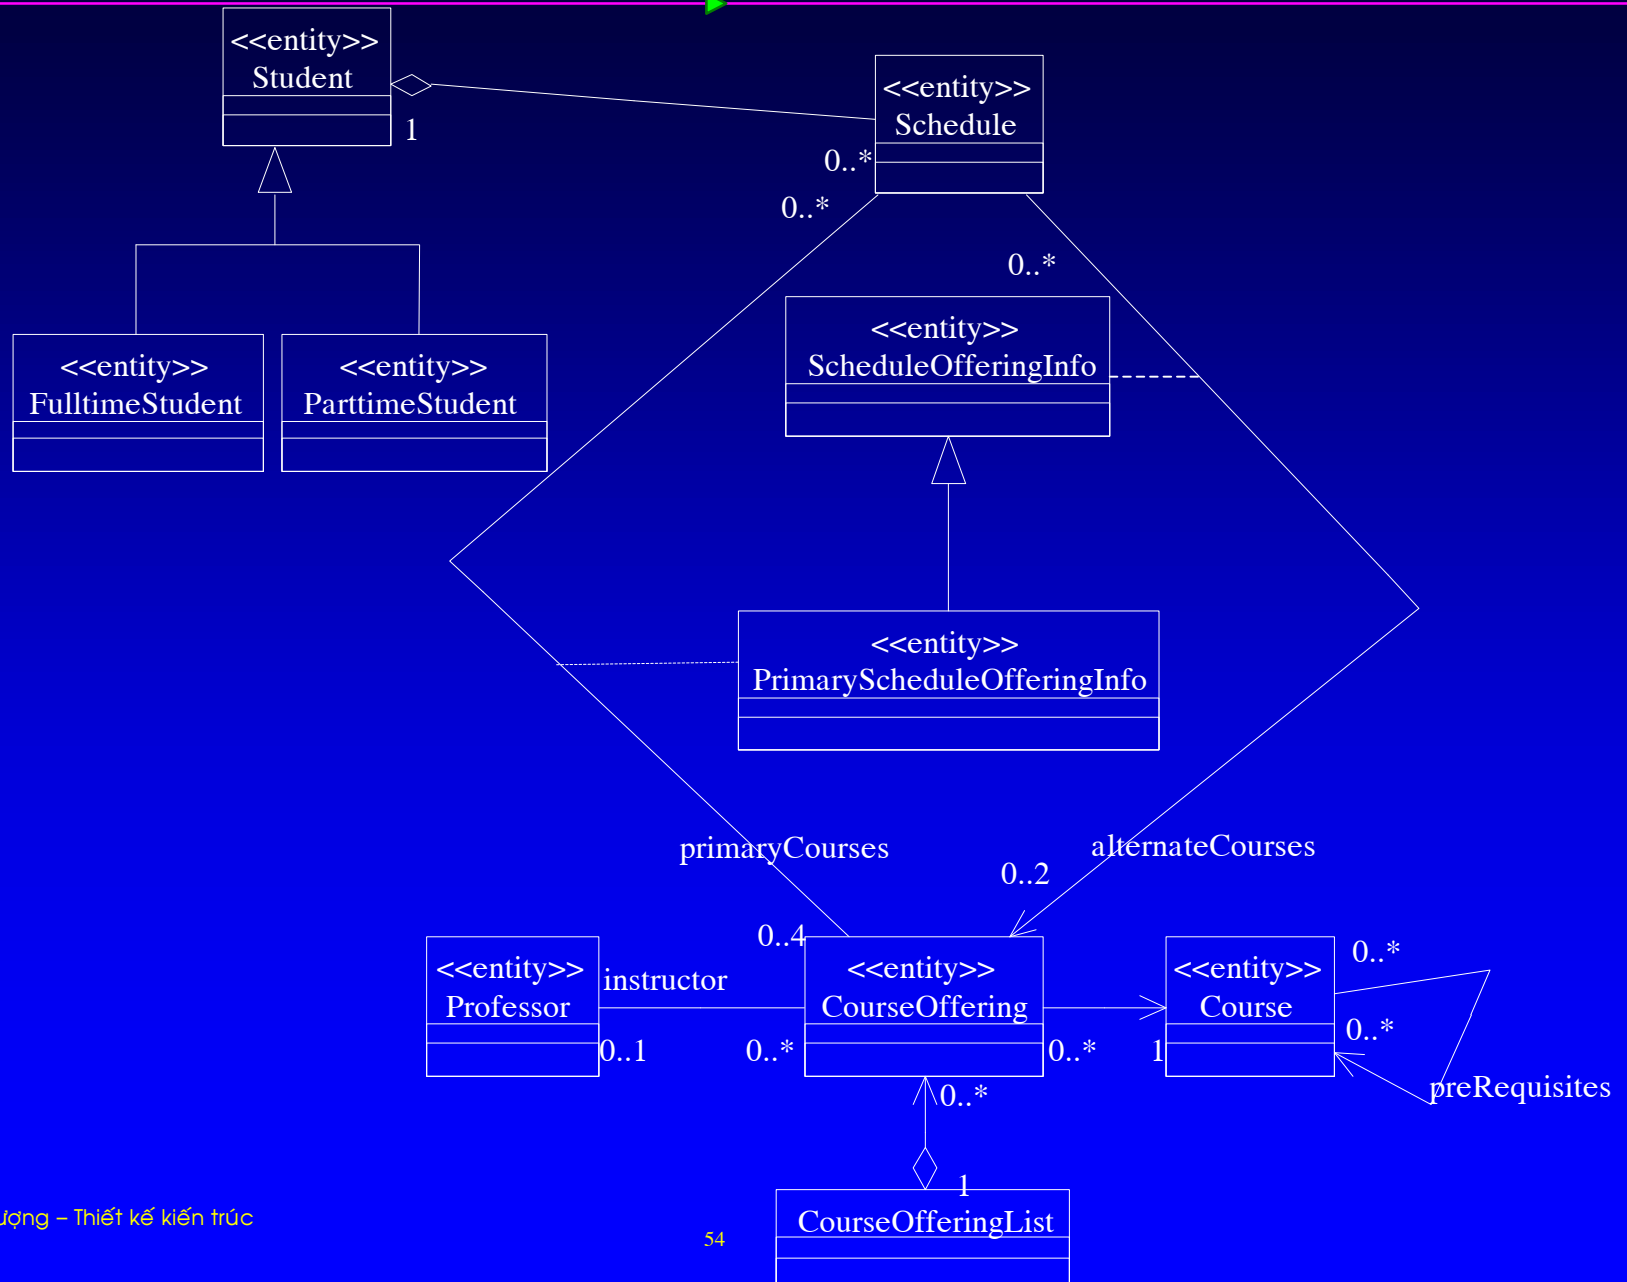 <<entity>>
Student
1
<<entity>>
Schedule
0..*
0..*
0..*
<<entity>>
FulltimeStudent
<<entity>>
ParttimeStudent
<<entity>>
ScheduleOfferingInfo
<<entity>>
PrimaryScheduleOfferingInfo
primaryCourses
alternateCourses
0..2
0..4
<<entity>>
Professor
instructor
0..1
0..*
<<entity>>
CourseOffering
0..*
1
<<entity>>
Course
0..*
0..*
preRequisites
0..*
1
CourseOfferingList
ượng – Thiết kế kiến trúc
54